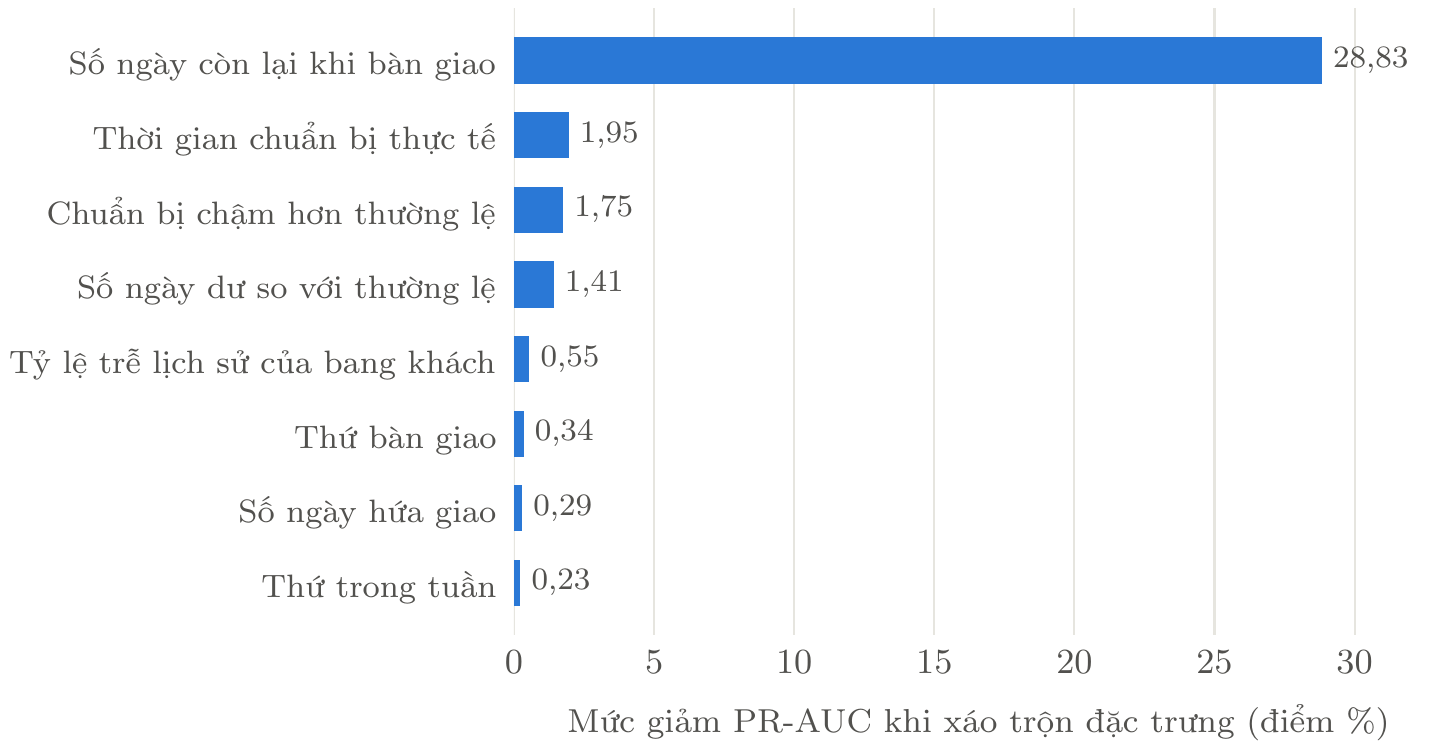 Số ngày còn lại khi bàn giao 28,83
Thời gian chuẩn bị thực tế 1,95
Chuẩn bị chậm hơn thường lệ 1,75
Số ngày dư so với thường lệ 1,41
Tỷ lệ trễ lịch sử của bang khách 0,55
Thứ bàn giao 0,34
Số ngày hứa giao 0,29
Thứ trong tuần 0,23
0 5 10 15 20 25 30
Mức giảm PR-AUC khi xáo trộn đặc trưng (điểm %)